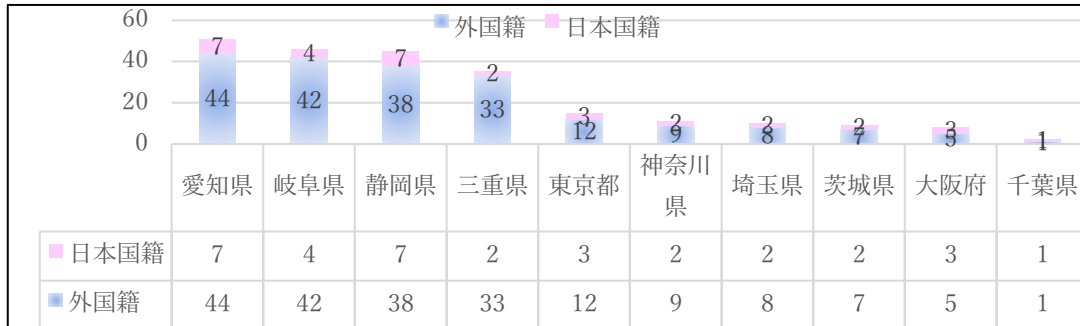 60
40
20
0
外国籍 日本国籍
7 4 7 2 3 2 2 2 3 1
44 42 38 33 12 9 8 7 5 1
愛知県 岐阜県 静岡県 三重県 東京都 神奈川県 埼玉県 茨城県 大阪府 千葉県
日本国籍 7 4 7 2 3 2 2 2 3 1
外国籍 44 42 38 33 12 9 8 7 5 1